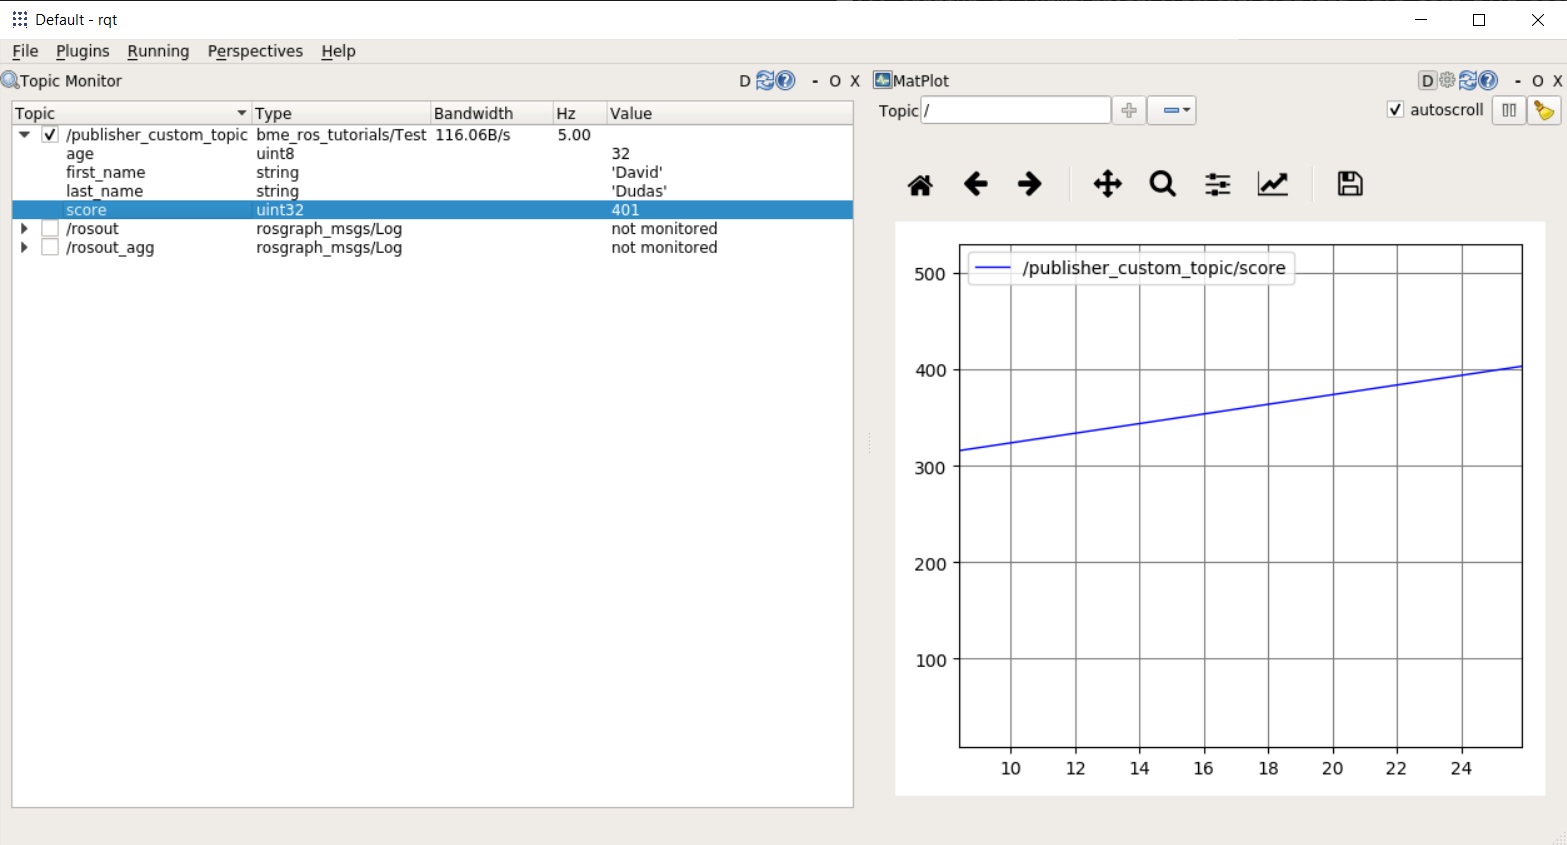 Default - rqt
File Plugins Running Perspectives Help
Topic Monitor D - O X
Topic Type Bandwidth Hz Value
/publisher_custom_topic bme_ros_tutorials/Test 116.06B/s 5.00
age uint8 32
first_name string 'David'
last_name string 'Dudas'
score uint32 401
/rosout rosgraph_msgs/Log not monitored
/rosout_agg rosgraph_msgs/Log not monitored
MatPlot D - O X
Topic / autoscroll
/publisher_custom_topic/score
500
400
300
200
100
10 12 14 16 18 20 22 24